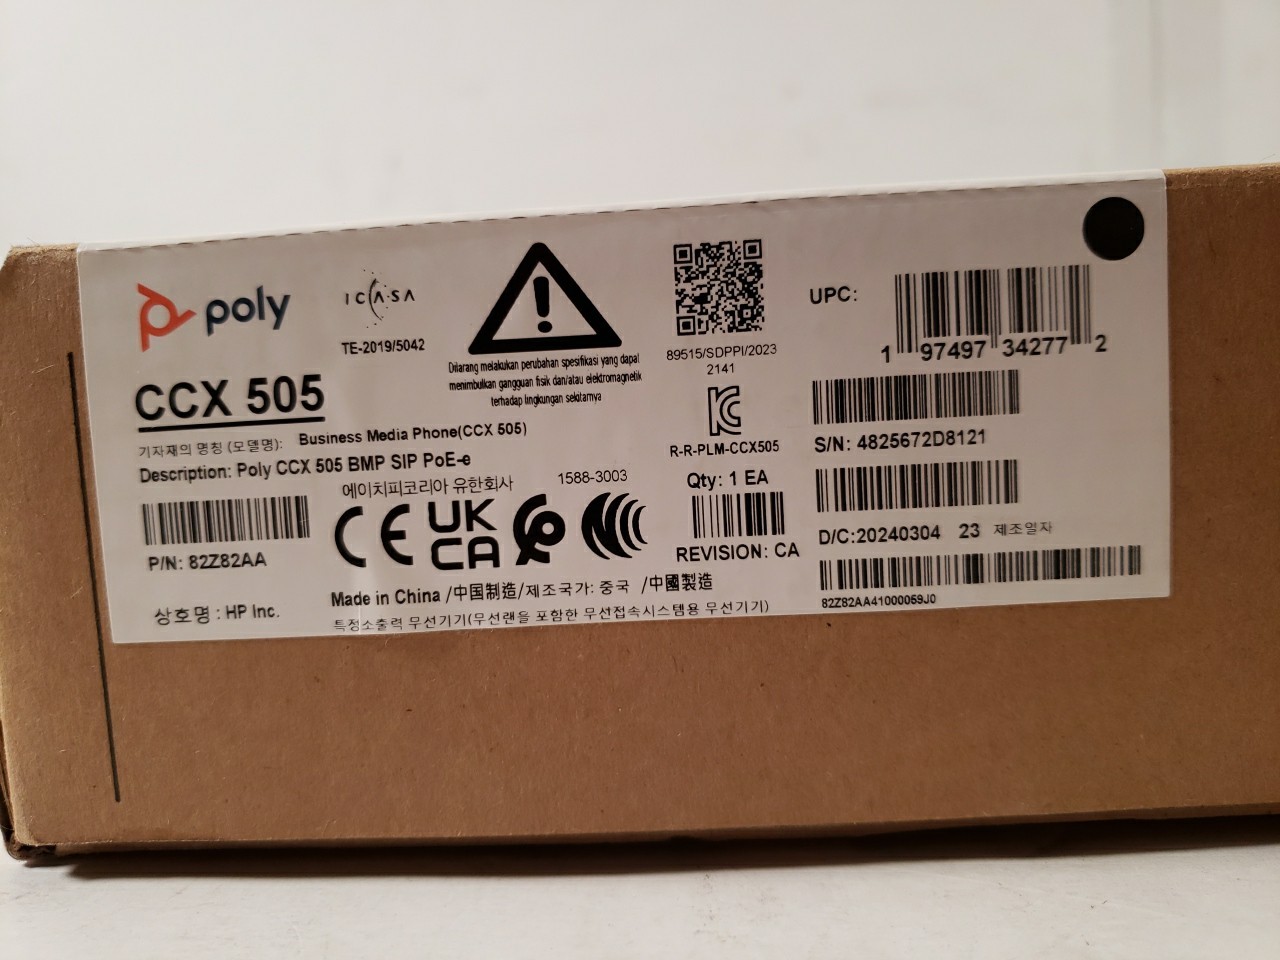 poly
ICASA
TE-2019/5042
CCX 505
기자재의 명칭 (모델명): Business Media Phone(CCX 505)
Description: Poly CCX 505 BMP SIP PoE-e
P/N: 82Z82AA
상호명 : HP Inc.
Dilarang melakukan perubahan spesifikasi yang dapat
menimbulkan gangguan fisik dan/atau elektromagnetik
terhadap lingkungan sekitarnya
에이치피코리아 유한회사 1588-3003
CE UK
CA
Made in China /中国制造/제조국가: 중국 /中國製造
특정소출력 무선기기(무선랜을 포함한 무선접속시스템용 무선기기)
89515/SDPPI/2023
2141
KC
R-R-PLM-CCX505
Qty: 1 EA
REVISION: CA
UPC:
1 97497 34277 2
S/N: 4825672D8121
D/C:20240304 23 제조일자
82Z82AA41000059J0